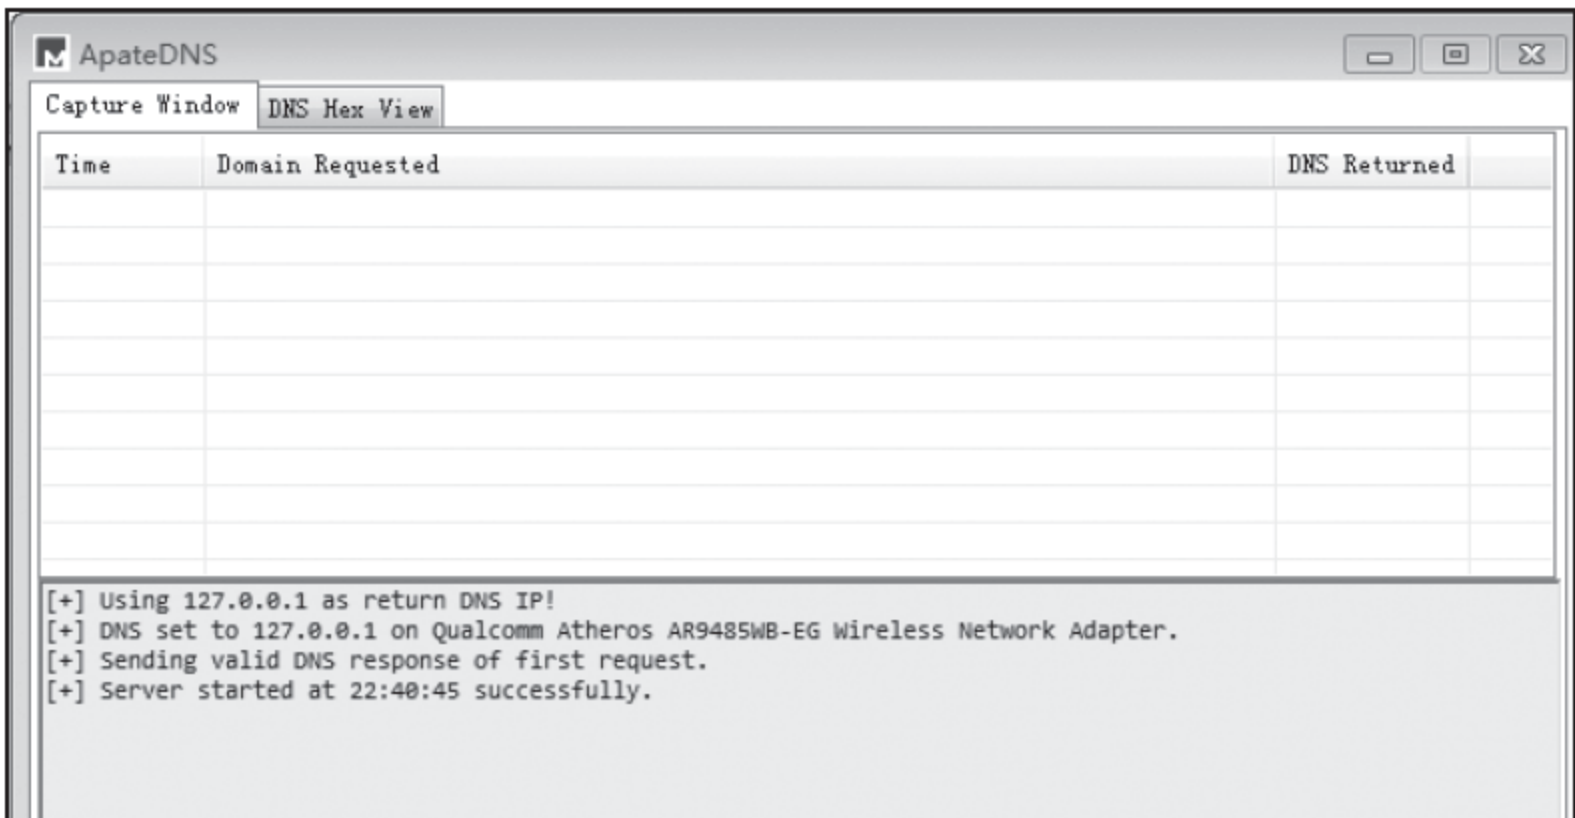 ApateDNS
Capture Window DNS Hex View
Time Domain Requested DNS Returned
[+] Using 127.0.0.1 as return DNS IP!
[+] DNS set to 127.0.0.1 on Qualcomm Atheros AR9485WB-EG Wireless Network Adapter.
[+] Sending valid DNS response of first request.
[+] Server started at 22:40:45 successfully.